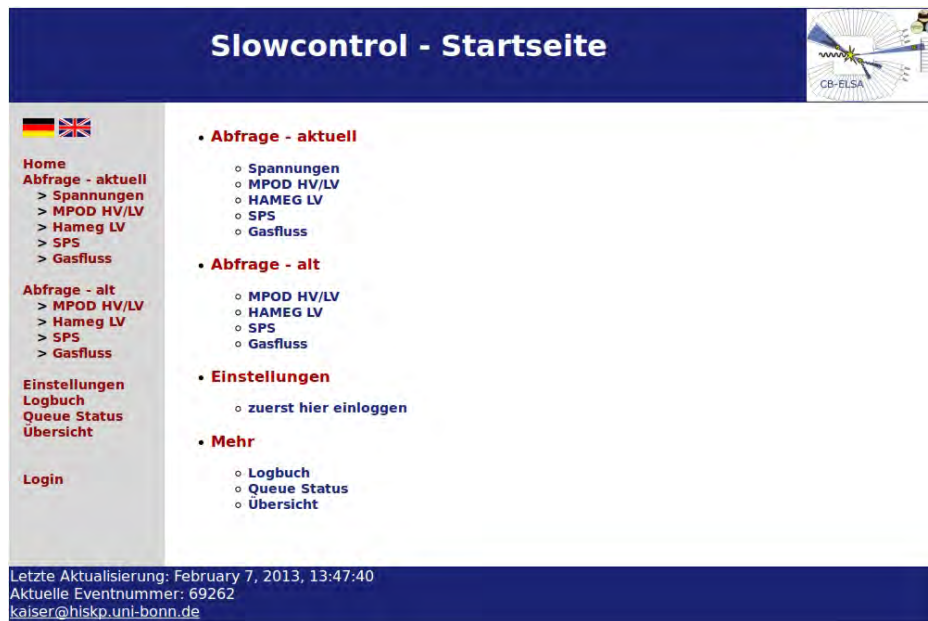 Slowcontrol - Startseite
CB-ELSA
Home
Abfrage - aktuell
> Spannungen
> MPOD HV/LV
> Hameg LV
> SPS
> Gasfluss
Abfrage - alt
> MPOD HV/LV
> Hameg LV
> SPS
> Gasfluss
Einstellungen
Logbuch
Queue Status
Übersicht
Login
• Abfrage - aktuell
◦ Spannungen
◦ MPOD HV/LV
◦ HAMEG LV
◦ SPS
◦ Gasfluss
• Abfrage - alt
◦ MPOD HV/LV
◦ HAMEG LV
◦ SPS
◦ Gasfluss
• Einstellungen
◦ zuerst hier einloggen
• Mehr
◦ Logbuch
◦ Queue Status
◦ Übersicht
Letzte Aktualisierung: February 7, 2013, 13:47:40
Aktuelle Eventnummer: 69262
kaiser@hiskp.uni-bonn.de